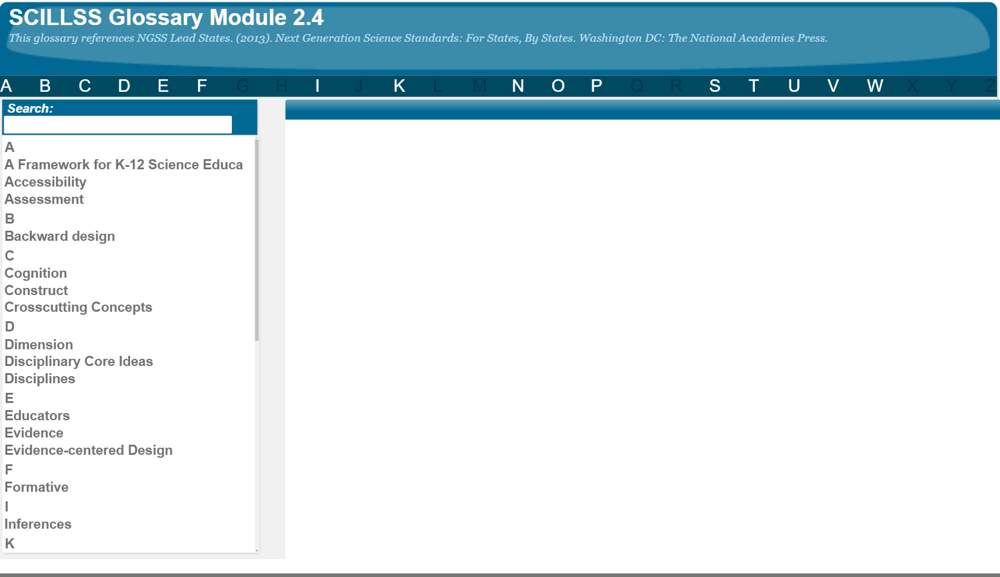 SCILLSS Glossary Module 2.4
This glossary references NGSS Lead States. (2013). Next Generation Science Standards: For States, By States. Washington DC: The National Academies Press.
A B C D E F G H I J K L M N O P Q R S T U V W X Y Z
Search:
A
A Framework for K-12 Science Educa
Accessibility
Assessment
B
Backward design
C
Cognition
Construct
Crosscutting Concepts
D
Dimension
Disciplinary Core Ideas
Disciplines
E
Educators
Evidence
Evidence-centered Design
F
Formative
I
Inferences
K